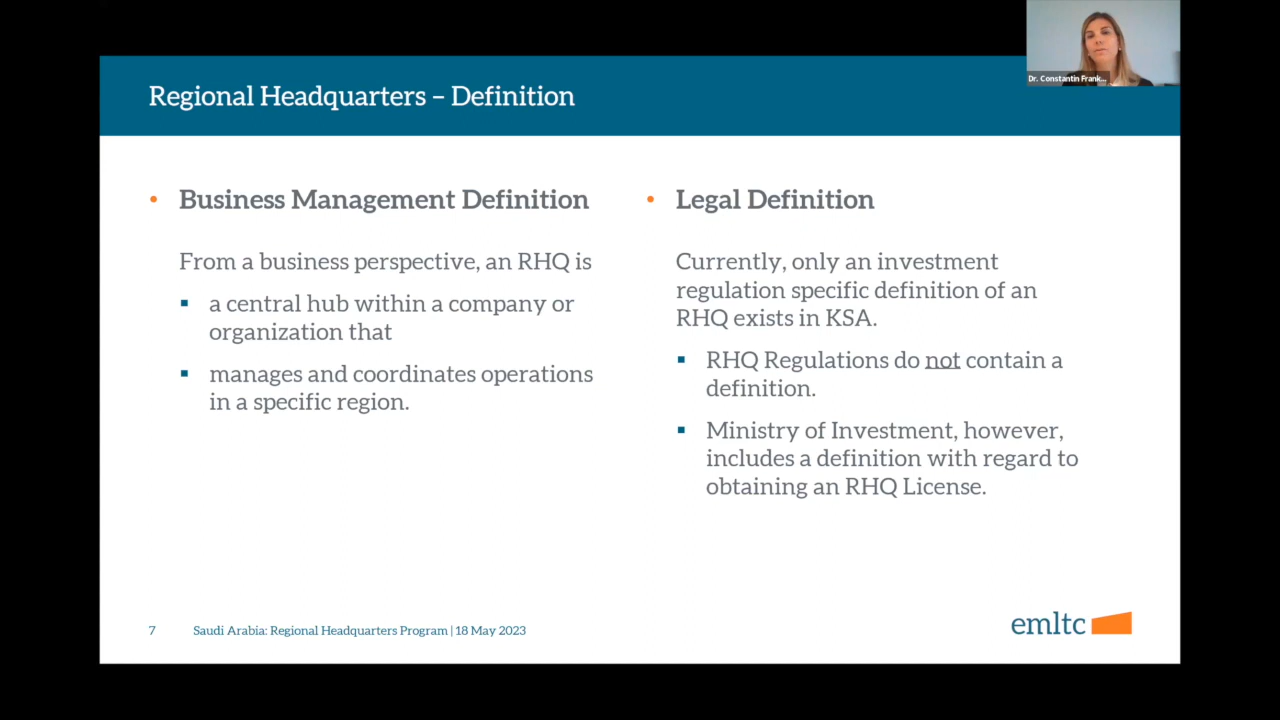 Dr. Constantin Frank...
Regional Headquarters – Definition
• Business Management Definition
From a business perspective, an RHQ is
▪ a central hub within a company or
organization that
▪ manages and coordinates operations
in a specific region.
• Legal Definition
Currently, only an investment
regulation specific definition of an
RHQ exists in KSA.
▪ RHQ Regulations do not contain a
definition.
▪ Ministry of Investment, however,
includes a definition with regard to
obtaining an RHQ License.
7 Saudi Arabia: Regional Headquarters Program | 18 May 2023
emltc